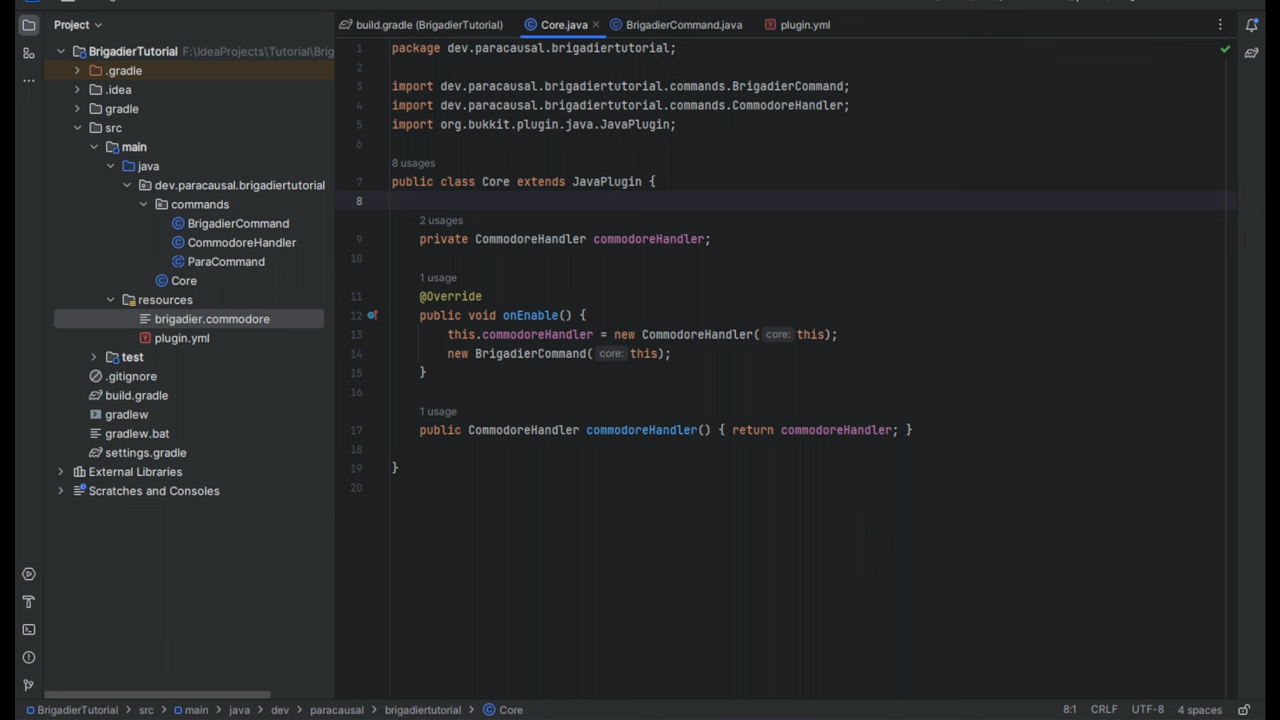 Project
BrigadierTutorial F:\IdeaProjects\Tutorial\Brig
.gradle
.idea
gradle
src
main
java
dev.paracausal.brigadiertutorial
commands
BrigadierCommand
CommodoreHandler
ParaCommand
Core
resources
brigadier.commodore
plugin.yml
test
.gitignore
build.gradle
gradlew
gradlew.bat
settings.gradle
External Libraries
Scratches and Consoles
build.gradle (BrigadierTutorial) Core.java BrigadierCommand.java plugin.yml
1 package dev.paracausal.brigadiertutorial;
2
3 import dev.paracausal.brigadiertutorial.commands.BrigadierCommand;
4 import dev.paracausal.brigadiertutorial.commands.CommodoreHandler;
5 import org.bukkit.plugin.java.JavaPlugin;
6
8 usages
7 public class Core extends JavaPlugin {
8
2 usages
9 private CommodoreHandler commodoreHandler;
10
1 usage
11 @Override
12 public void onEnable() {
13 this.commodoreHandler = new CommodoreHandler( core: this);
14 new BrigadierCommand( core: this);
15 }
16
1 usage
17 public CommodoreHandler commodoreHandler() { return commodoreHandler; }
18
19 }
20
BrigadierTutorial > src > main > java > dev > paracausal > brigadiertutorial > Core 8:1 CRLF UTF-8 4 spaces